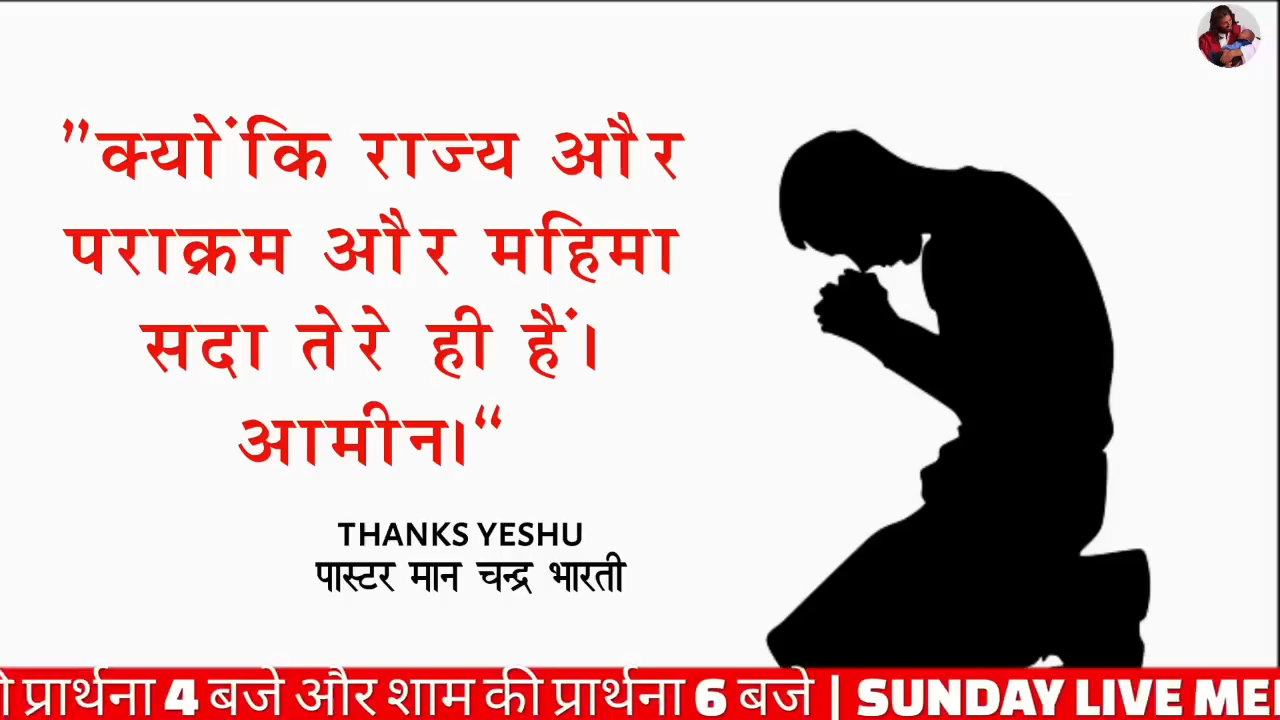 "क्योंकि राज्य और
पराक्रम और महिमा
सदा तेरे ही हैं।
आमीन।“
THANKS YESHU
पास्टर मान चन्द्र भारती
प्रार्थना 4 बजे और शाम की प्रार्थना 6 बजे | SUNDAY LIVE